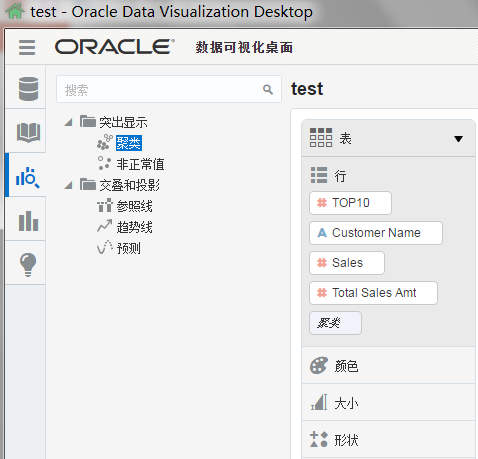 test - Oracle Data Visualization Desktop
ORACLE 数据可视化桌面
搜索
突出显示
聚类
非正常值
交叠和投影
参照线
趋势线
预测
test
表
行
# TOP10
A Customer Name
# Sales
# Total Sales Amt
聚类
颜色
大小
形状